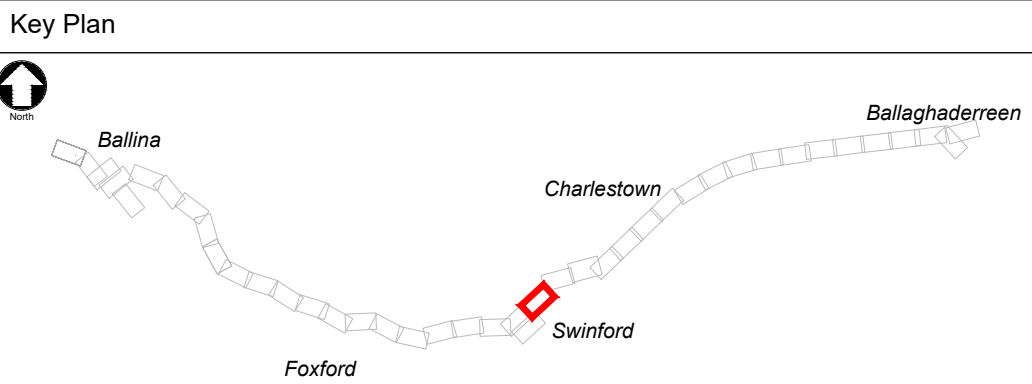 Key Plan
North
Ballina
Ballaghaderreen
Charlestown
Swinford
Foxford